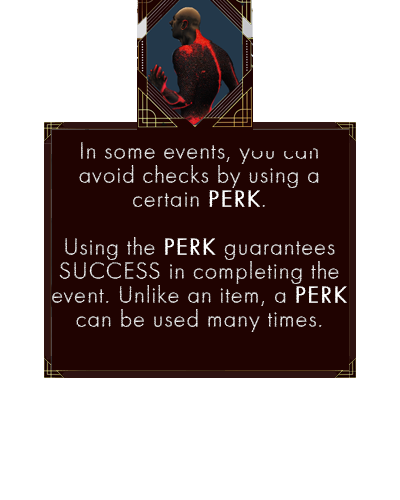 In some events, you can
avoid checks by using a
certain PERK.
Using the PERK guarantees
SUCCESS in completing the
event. Unlike an item, a PERK
can be used many times.